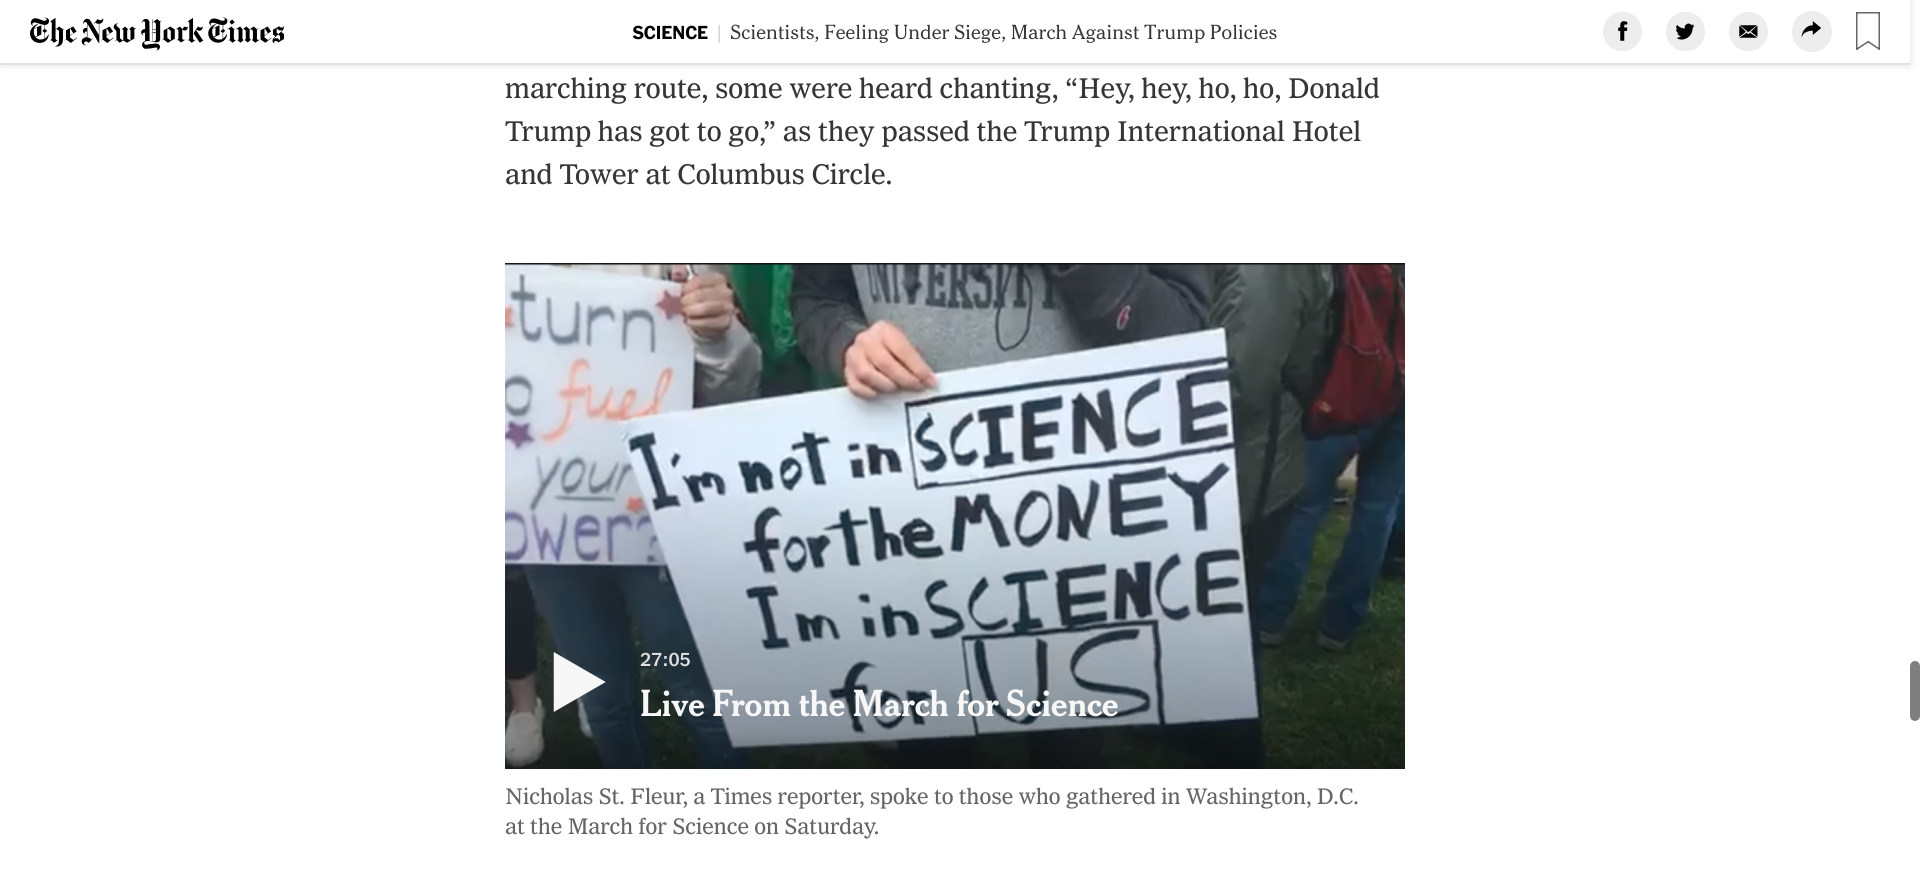 The New York Times
SCIENCE | Scientists, Feeling Under Siege, March Against Trump Policies
marching route, some were heard chanting, “Hey, hey, ho, ho, Donald
Trump has got to go,” as they passed the Trump International Hotel
and Tower at Columbus Circle.
UNIVERSITY
turn
fuel
your
ower?
I'm not in SCIENCE
for the MONEY
Im in SCIENCE
for US
27:05
Live From the March for Science
Nicholas St. Fleur, a Times reporter, spoke to those who gathered in Washington, D.C.
at the March for Science on Saturday.